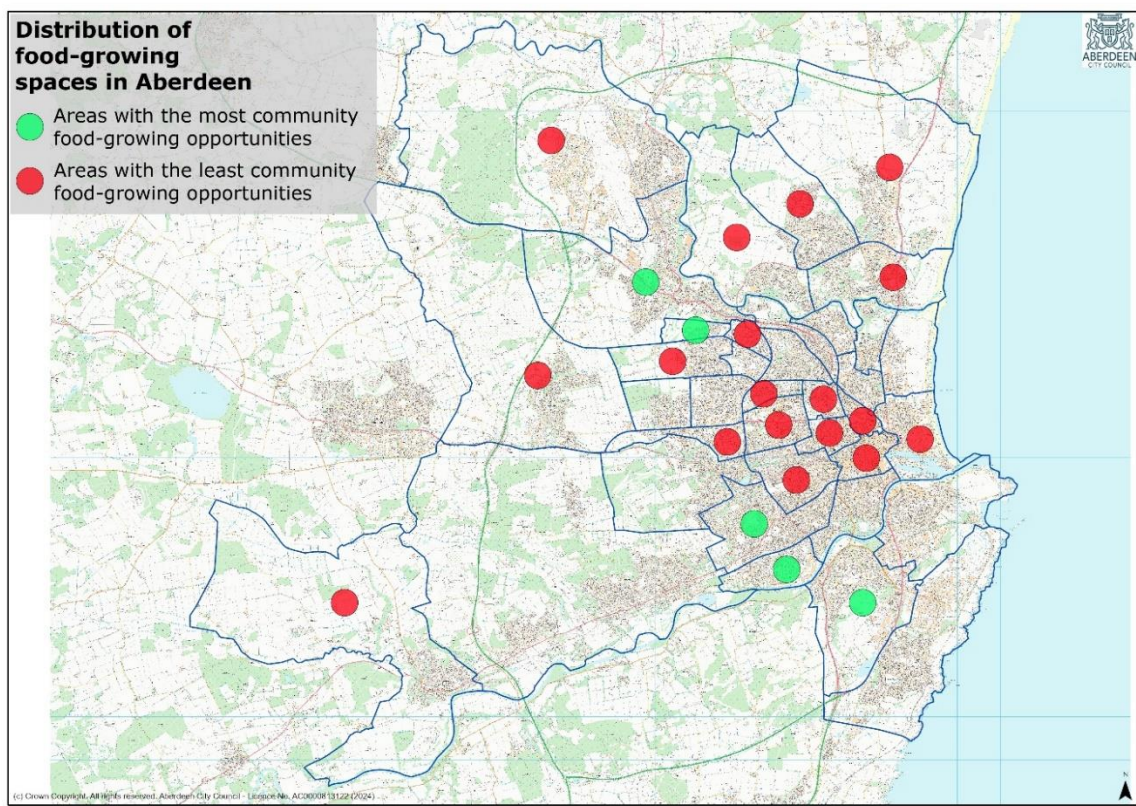 Distribution of
food-growing
spaces in Aberdeen
Areas with the most community
food-growing opportunities
Areas with the least community
food-growing opportunities
ABERDEEN
CITY COUNCIL
N
(c) Crown Copyright. All rights reserved. Aberdeen City Council - Licence No. AC0000813122 (2024)